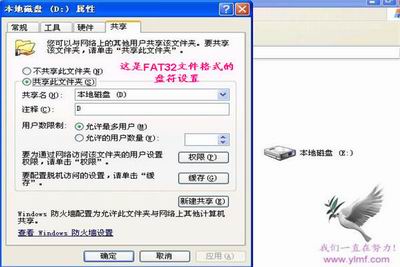 本地磁盘 (D:) 属性
常规
工具
硬件
共享
您可以与网络上的其他用户共享该文件夹。要共享
该文件夹，请单击“共享此文件夹”。
不共享此文件夹(N)
共享此文件夹(S)
这是FAT32文件格式的
盘符设置
共享名(H):
本地磁盘 (D)
注释(C):
D
用户数限制:
允许最多用户(M)
允许的用户数量(W):
要为通过网络访问该文件夹的用户设置
权限，请单击“权限”。
权限(P)
要配置脱机访问的设置，请单击“缓
存”。
缓存(G)
新建共享(E)
Windows 防火墙配置为允许此文件夹与网络上其他计算机
共享。
查看 Windows 防火墙设置
确定
取消
应用(A)
本地磁盘 (E:)
我们一直在努力！
www.ylmf.com